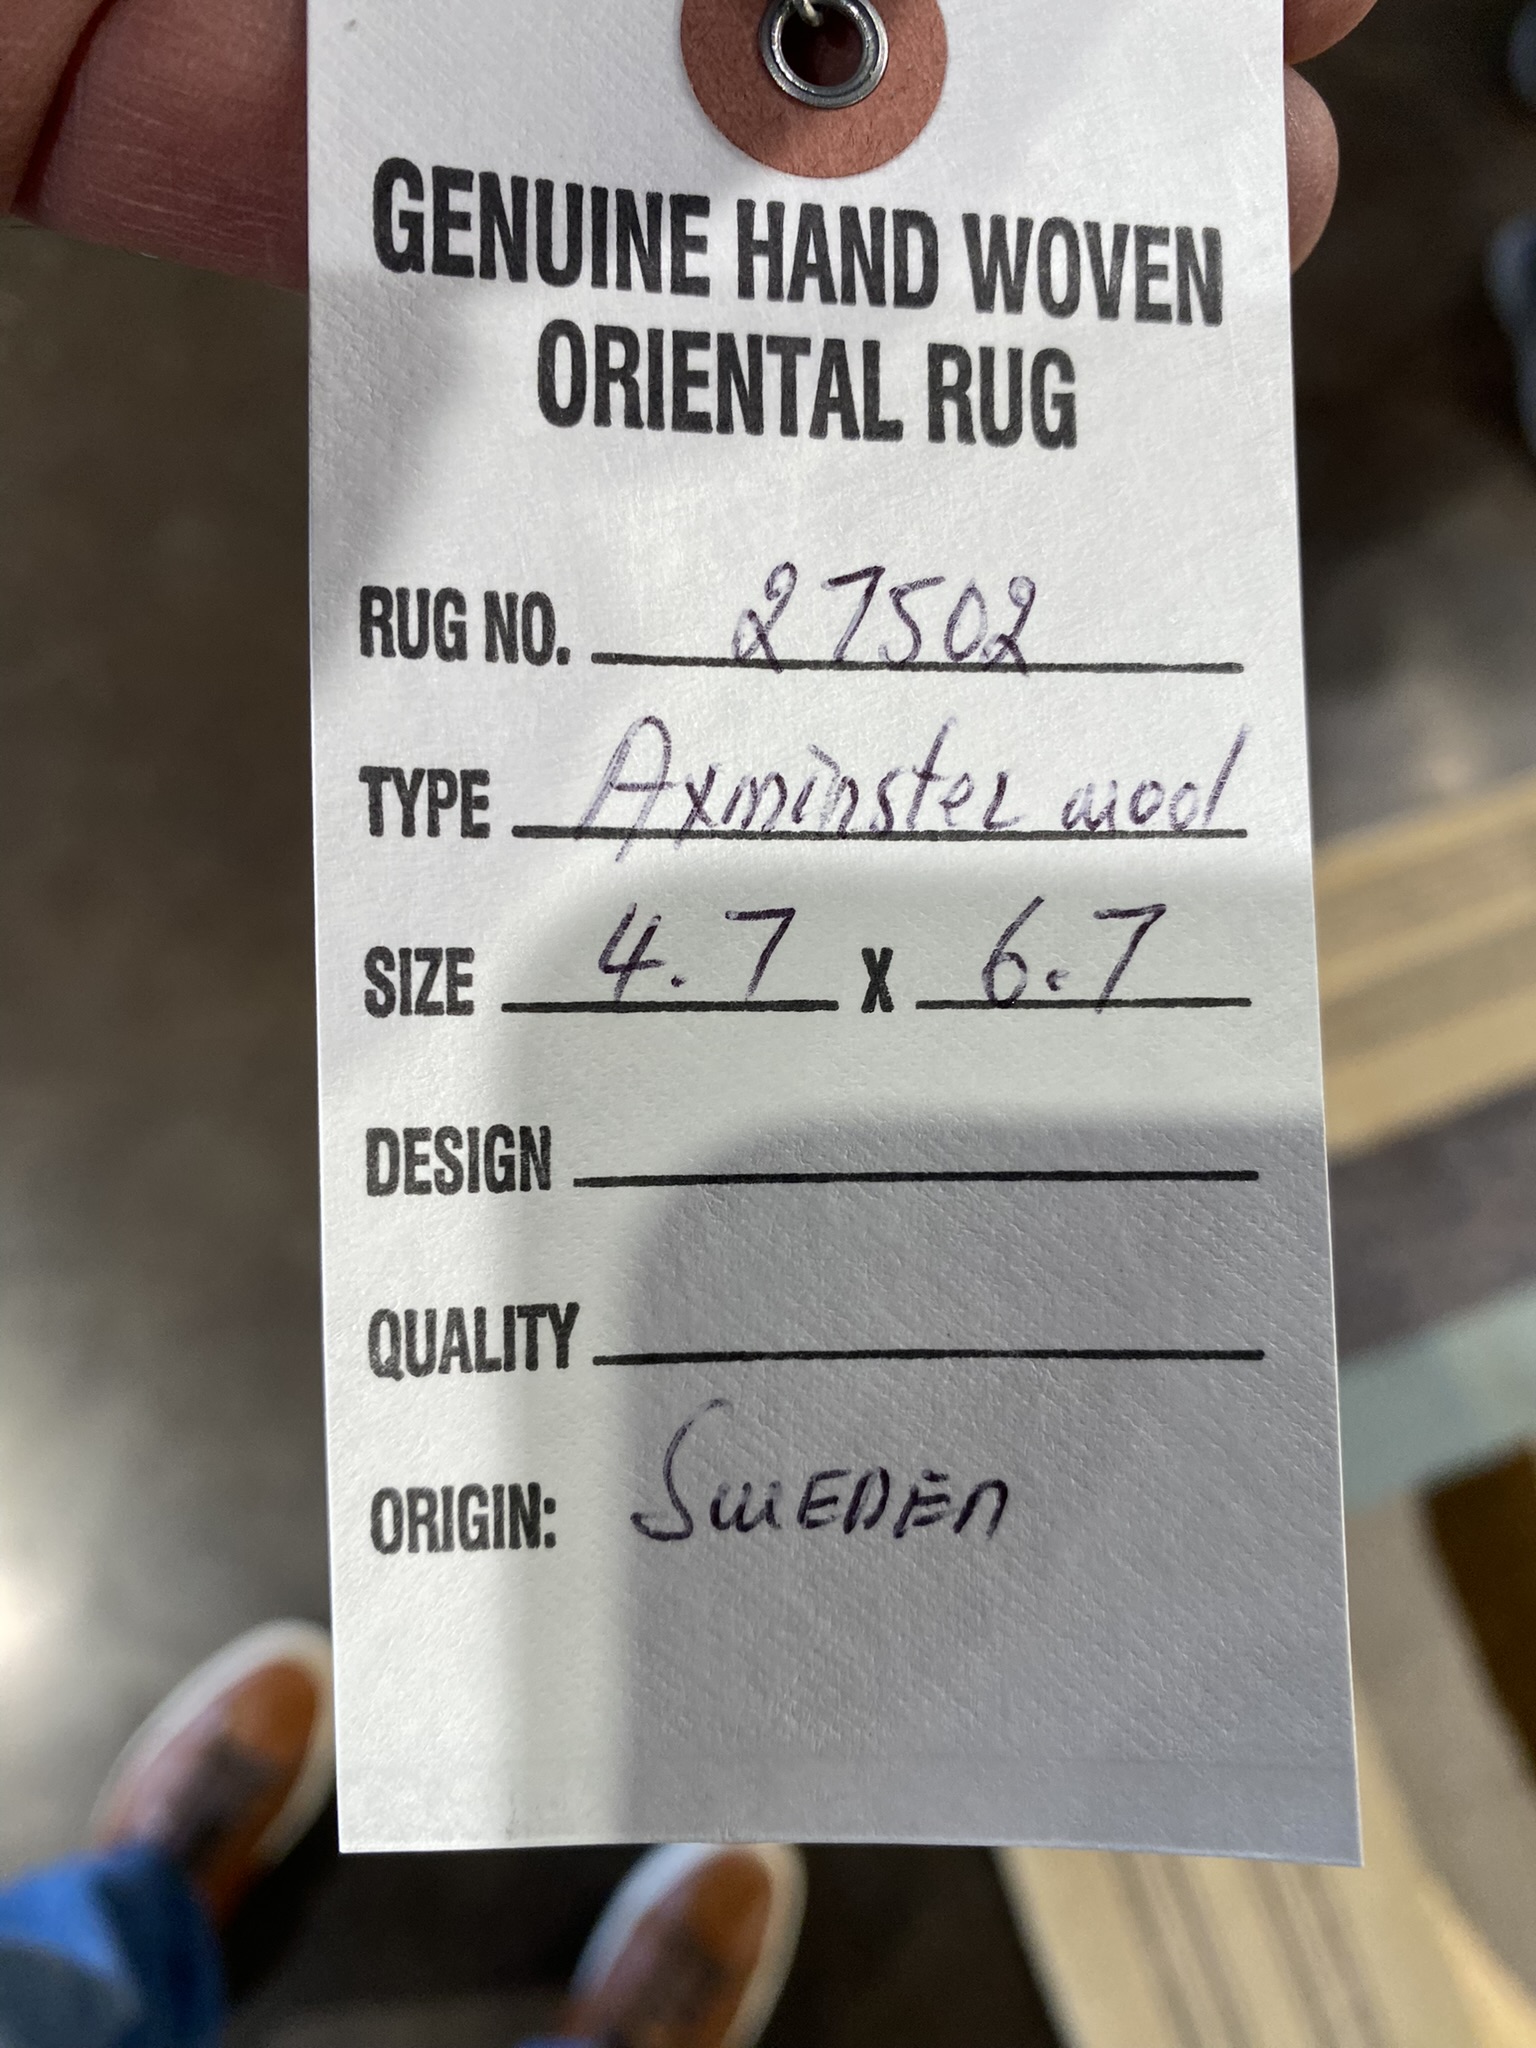 GENUINE HAND WOVEN
ORIENTAL RUG
RUG NO. 27502
TYPE Axminster wool
SIZE 4.7 X 6.7
DESIGN
QUALITY
ORIGIN: SWEDEN